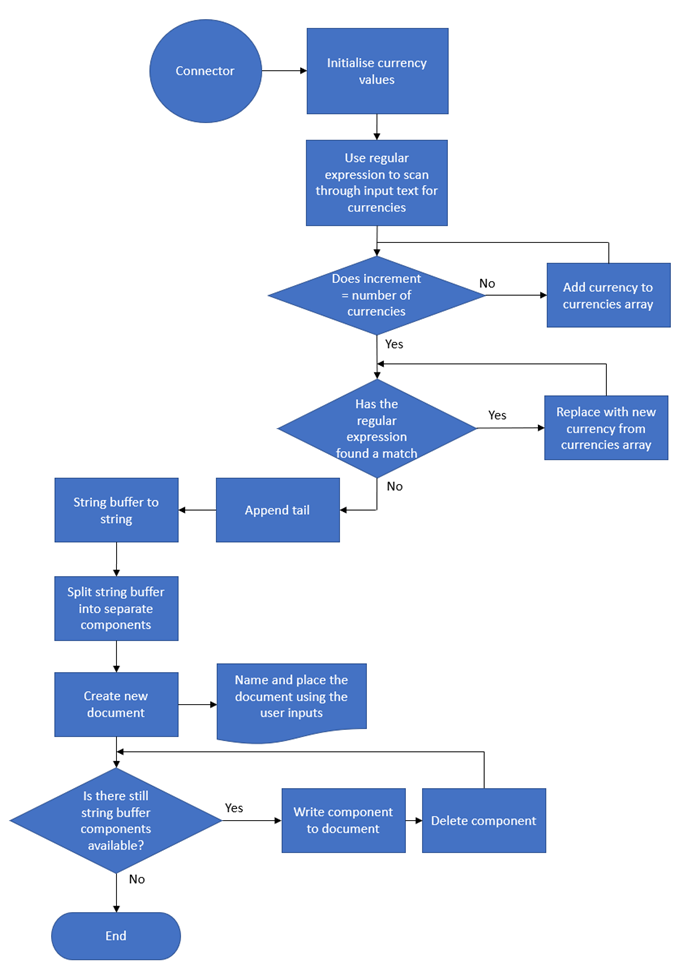 Connector
Initialise currency
values
Use regular
expression to scan
through input text for
currencies
Does increment
= number of
currencies
No
Add currency to
currencies array
Yes
Has the
regular
expression
found a match
Yes
Replace with new
currency from
currencies array
No
Append tail
String buffer to
string
Split string buffer
into separate
components
Create new
document
Name and place the
document using the
user inputs
Is there still
string buffer
components
available?
Yes
Write component
to document
Delete component
No
End